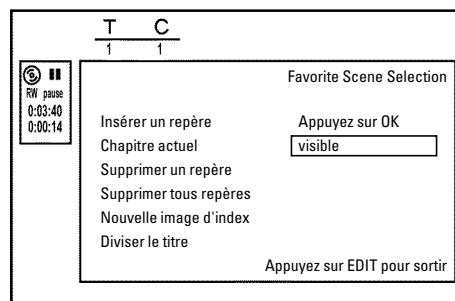 T C
1 1
RW pause
0:03:40
0:00:14
Favorite Scene Selection
Insérer un repère Appuyez sur OK
Chapitre actuel visible
Supprimer un repère
Supprimer tous repères
Nouvelle image d'index
Diviser le titre
Appuyez sur EDIT pour sortir